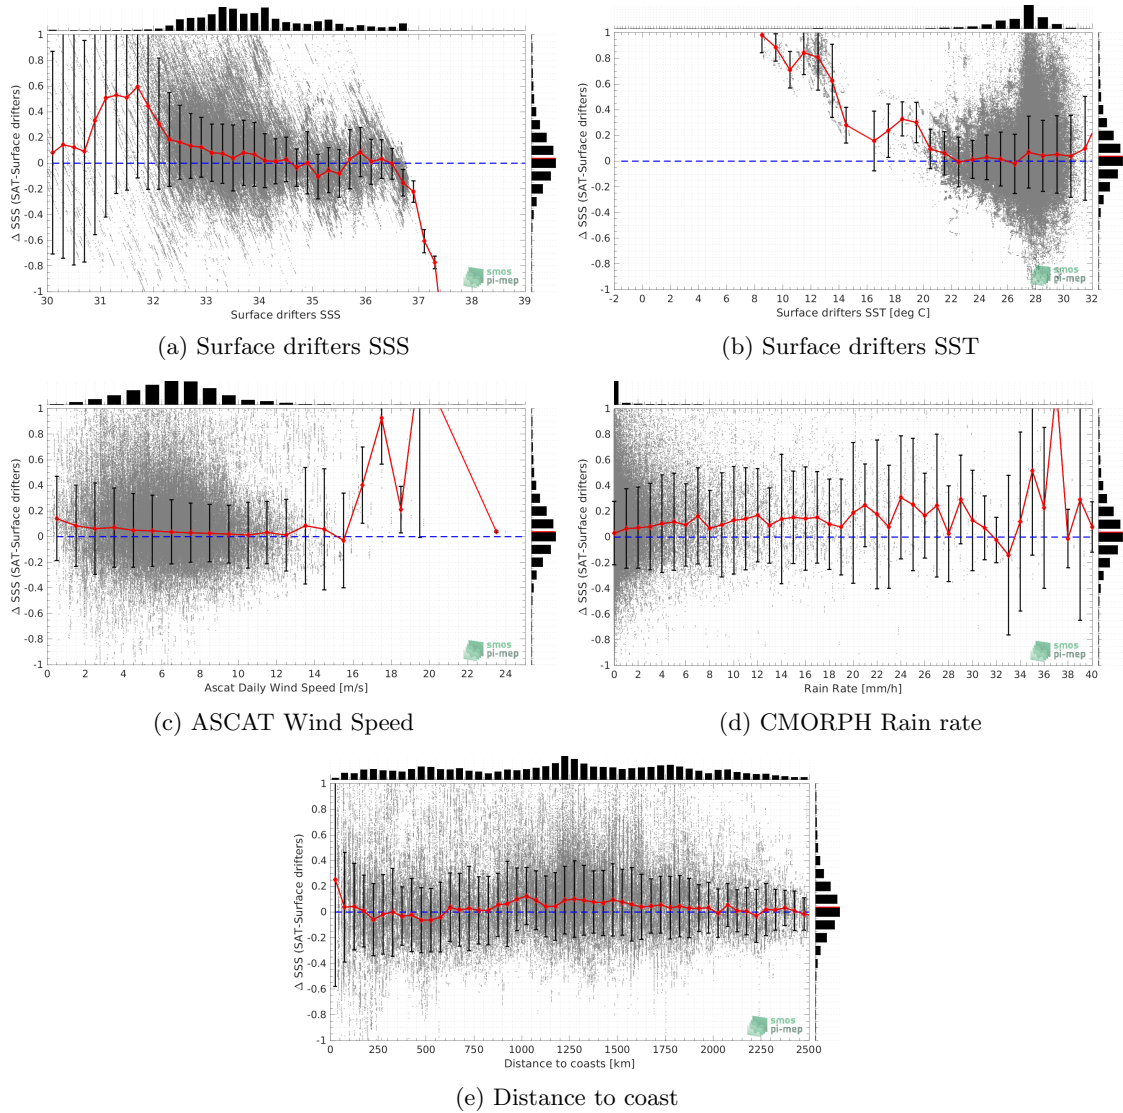 1
0.8
0.6
0.4
0.2
0
-0.2
-0.4
-0.6
-0.8
-1
Δ SSS (SAT-Surface drifters)
30 31 32 33 34 35 36 37 38 39
Surface drifters SSS
smos
pi-mep
(a) Surface drifters SSS
1
0.8
0.6
0.4
0.2
0
-0.2
-0.4
-0.6
-0.8
-1
Δ SSS (SAT-Surface drifters)
-2 0 2 4 6 8 10 12 14 16 18 20 22 24 26 28 30 32
Surface drifters SST [deg C]
smos
pi-mep
(b) Surface drifters SST
1
0.8
0.6
0.4
0.2
0
-0.2
-0.4
-0.6
-0.8
-1
Δ SSS (SAT-Surface drifters)
0 2 4 6 8 10 12 14 16 18 20 22 24
Ascat Daily Wind Speed [m/s]
smos
pi-mep
(c) ASCAT Wind Speed
1
0.8
0.6
0.4
0.2
0
-0.2
-0.4
-0.6
-0.8
-1
Δ SSS (SAT-Surface drifters)
0 2 4 6 8 10 12 14 16 18 20 22 24 26 28 30 32 34 36 38 40
Rain Rate [mm/h]
smos
pi-mep
(d) CMORPH Rain rate
1
0.8
0.6
0.4
0.2
0
-0.2
-0.4
-0.6
-0.8
-1
Δ SSS (SAT-Surface drifters)
0 250 500 750 1000 1250 1500 1750 2000 2250 2500
Distance to coasts [km]
smos
pi-mep
(e) Distance to coast